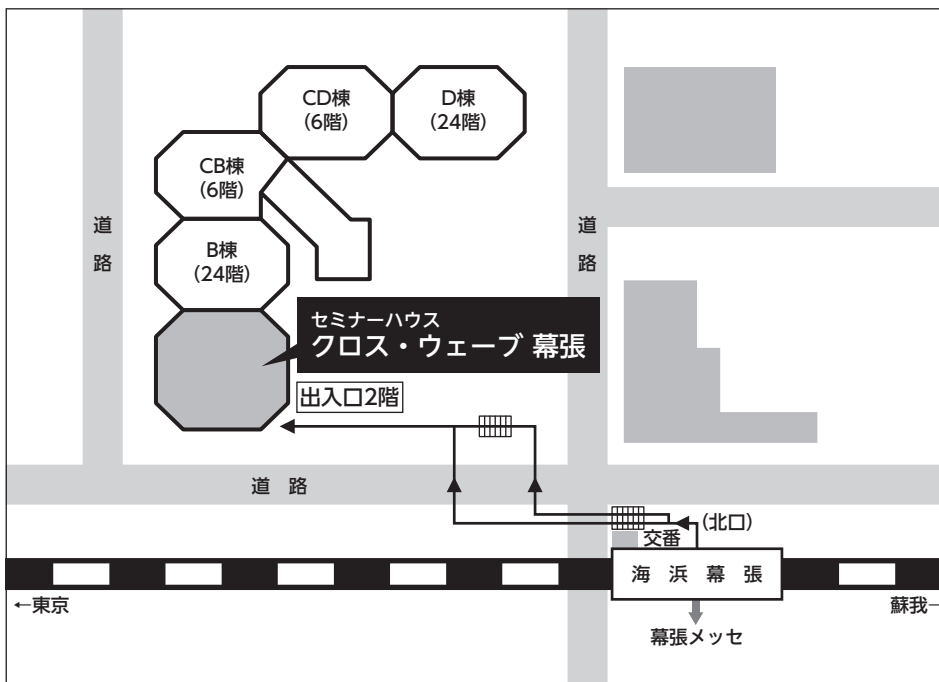 CD棟
(6階)
D棟
(24階)
CB棟
(6階)
道
路
道
路
B棟
(24階)
セミナーハウス
クロス・ウェーブ 幕張
出入口2階
道 路
(北口)
交番
海 浜 幕 張
←東京
蘇我→
幕張メッセ